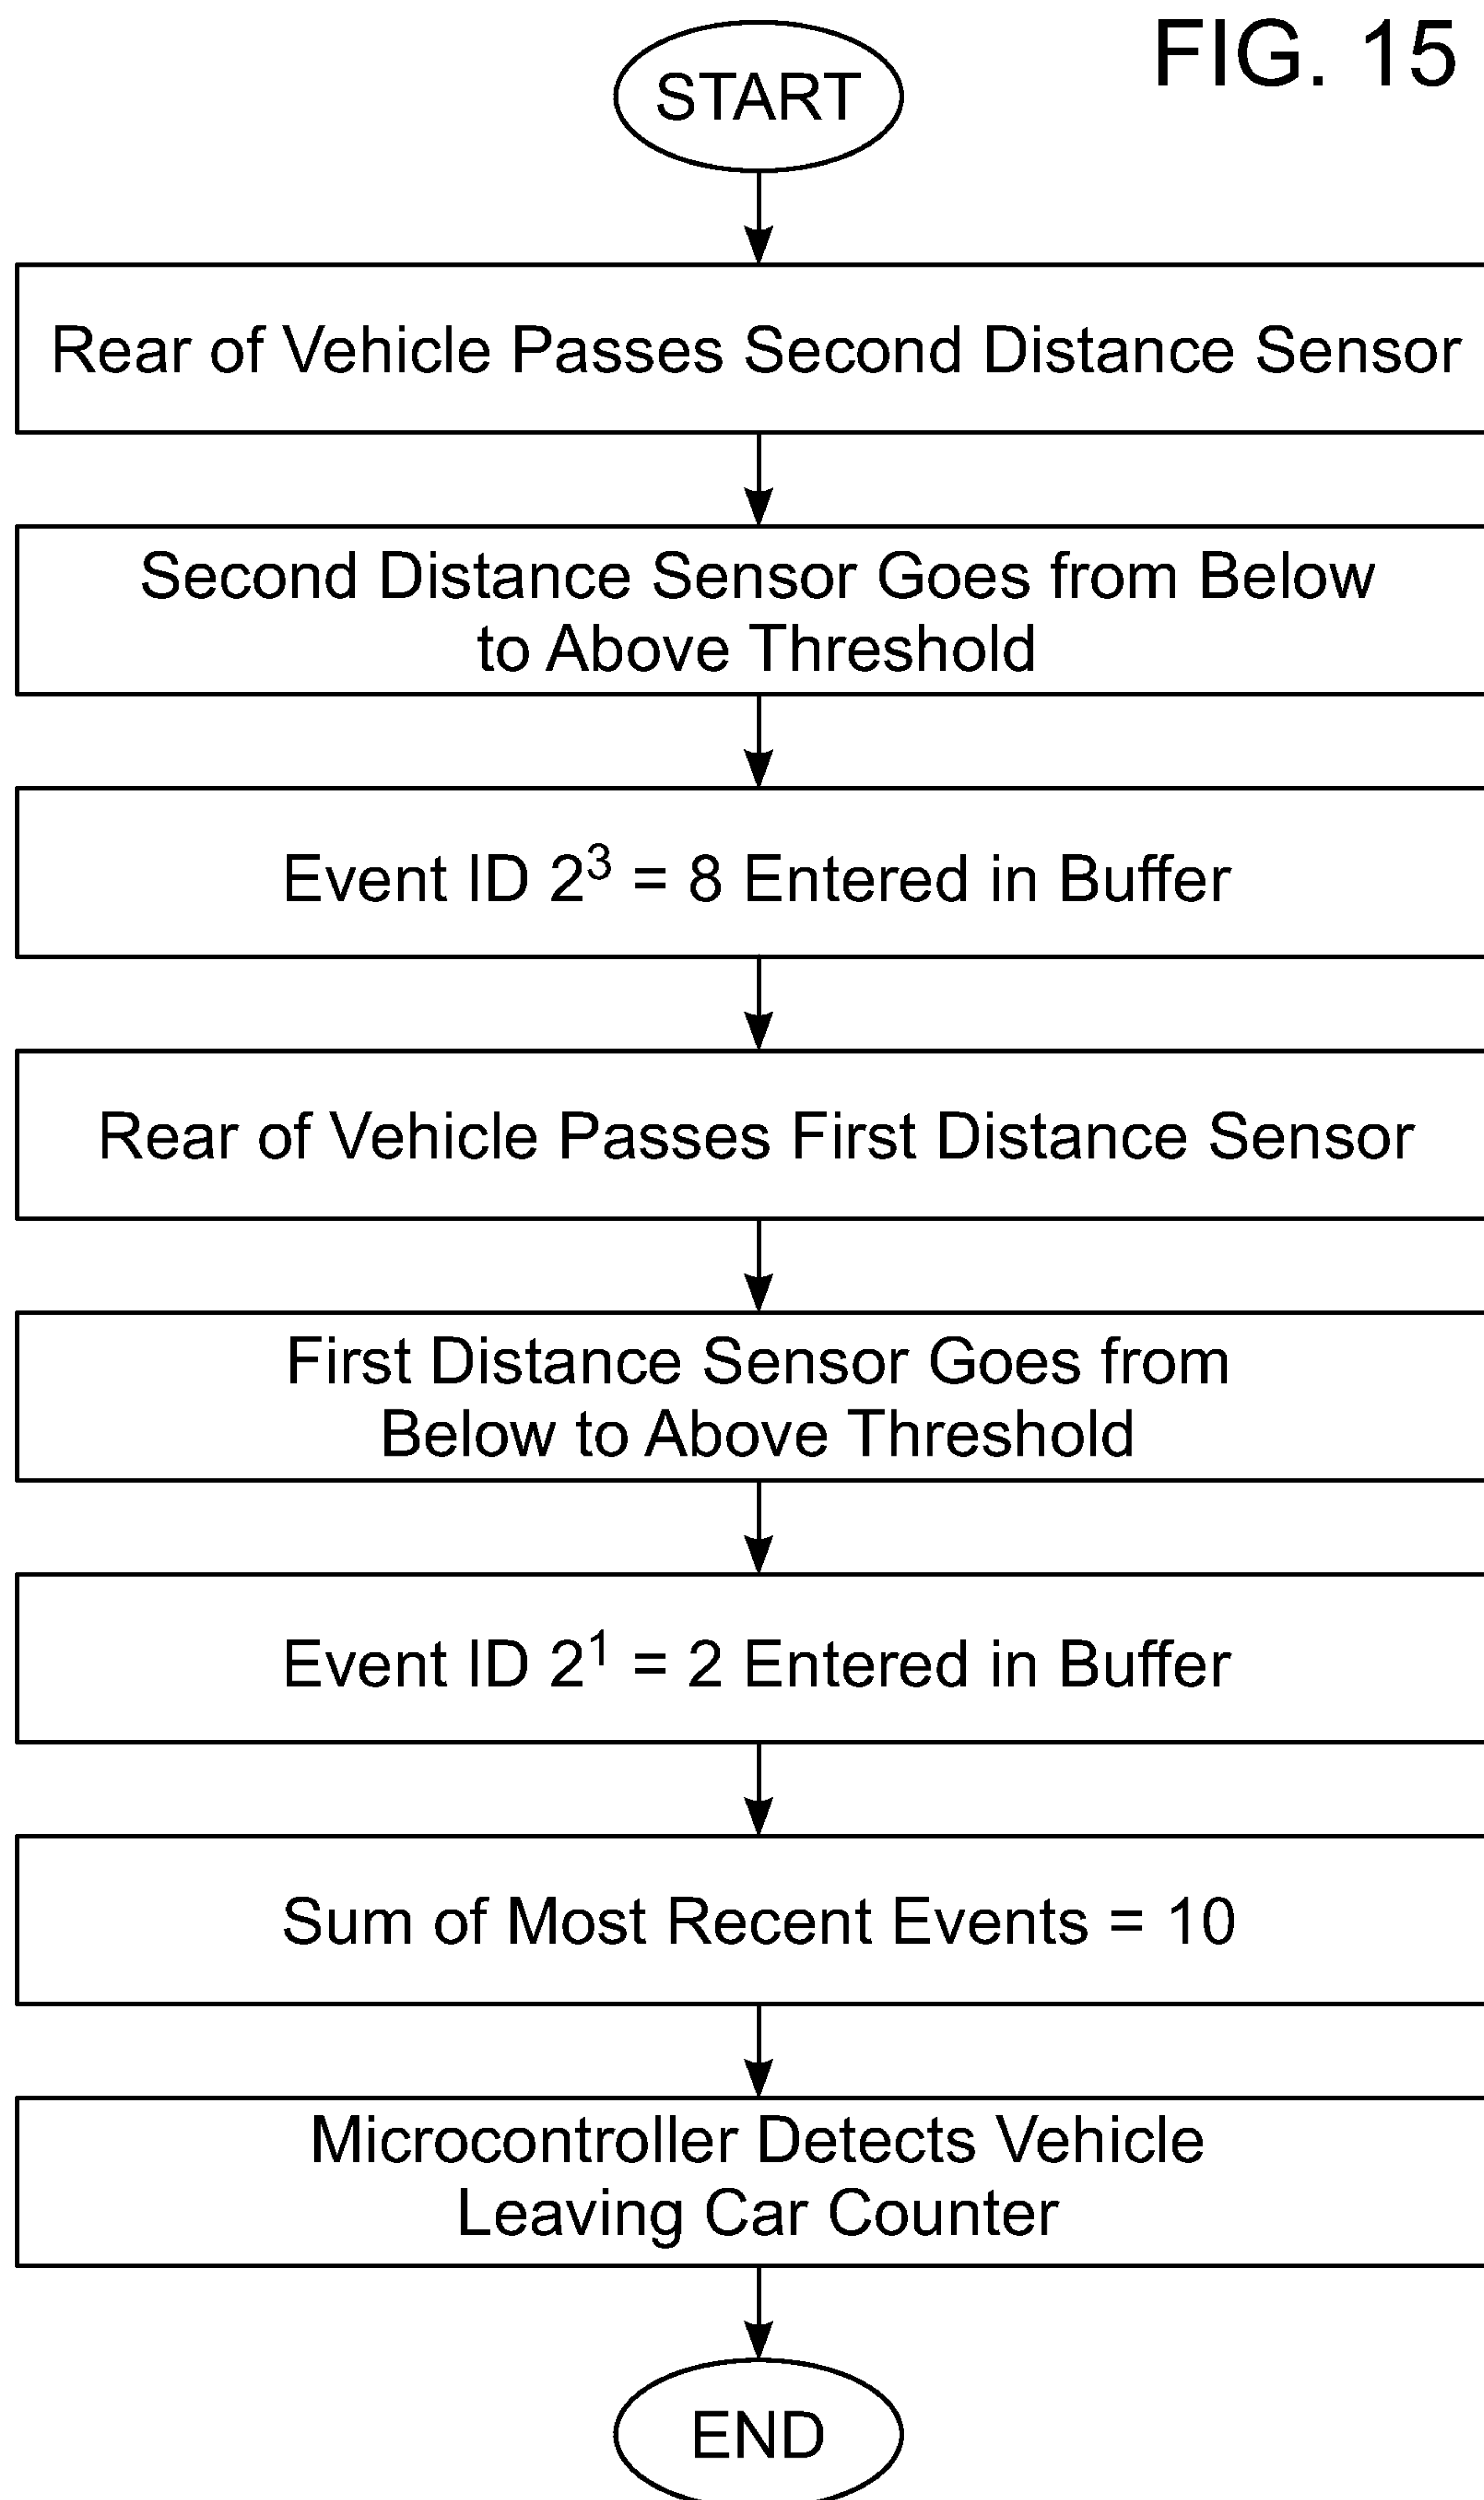 FIG. 15
START
Rear of Vehicle Passes Second Distance Sensor
Second Distance Sensor Goes from Below
to Above Threshold
Event ID 2³ = 8 Entered in Buffer
Rear of Vehicle Passes First Distance Sensor
First Distance Sensor Goes from
Below to Above Threshold
Event ID 2¹ = 2 Entered in Buffer
Sum of Most Recent Events = 10
Microcontroller Detects Vehicle
Leaving Car Counter
END